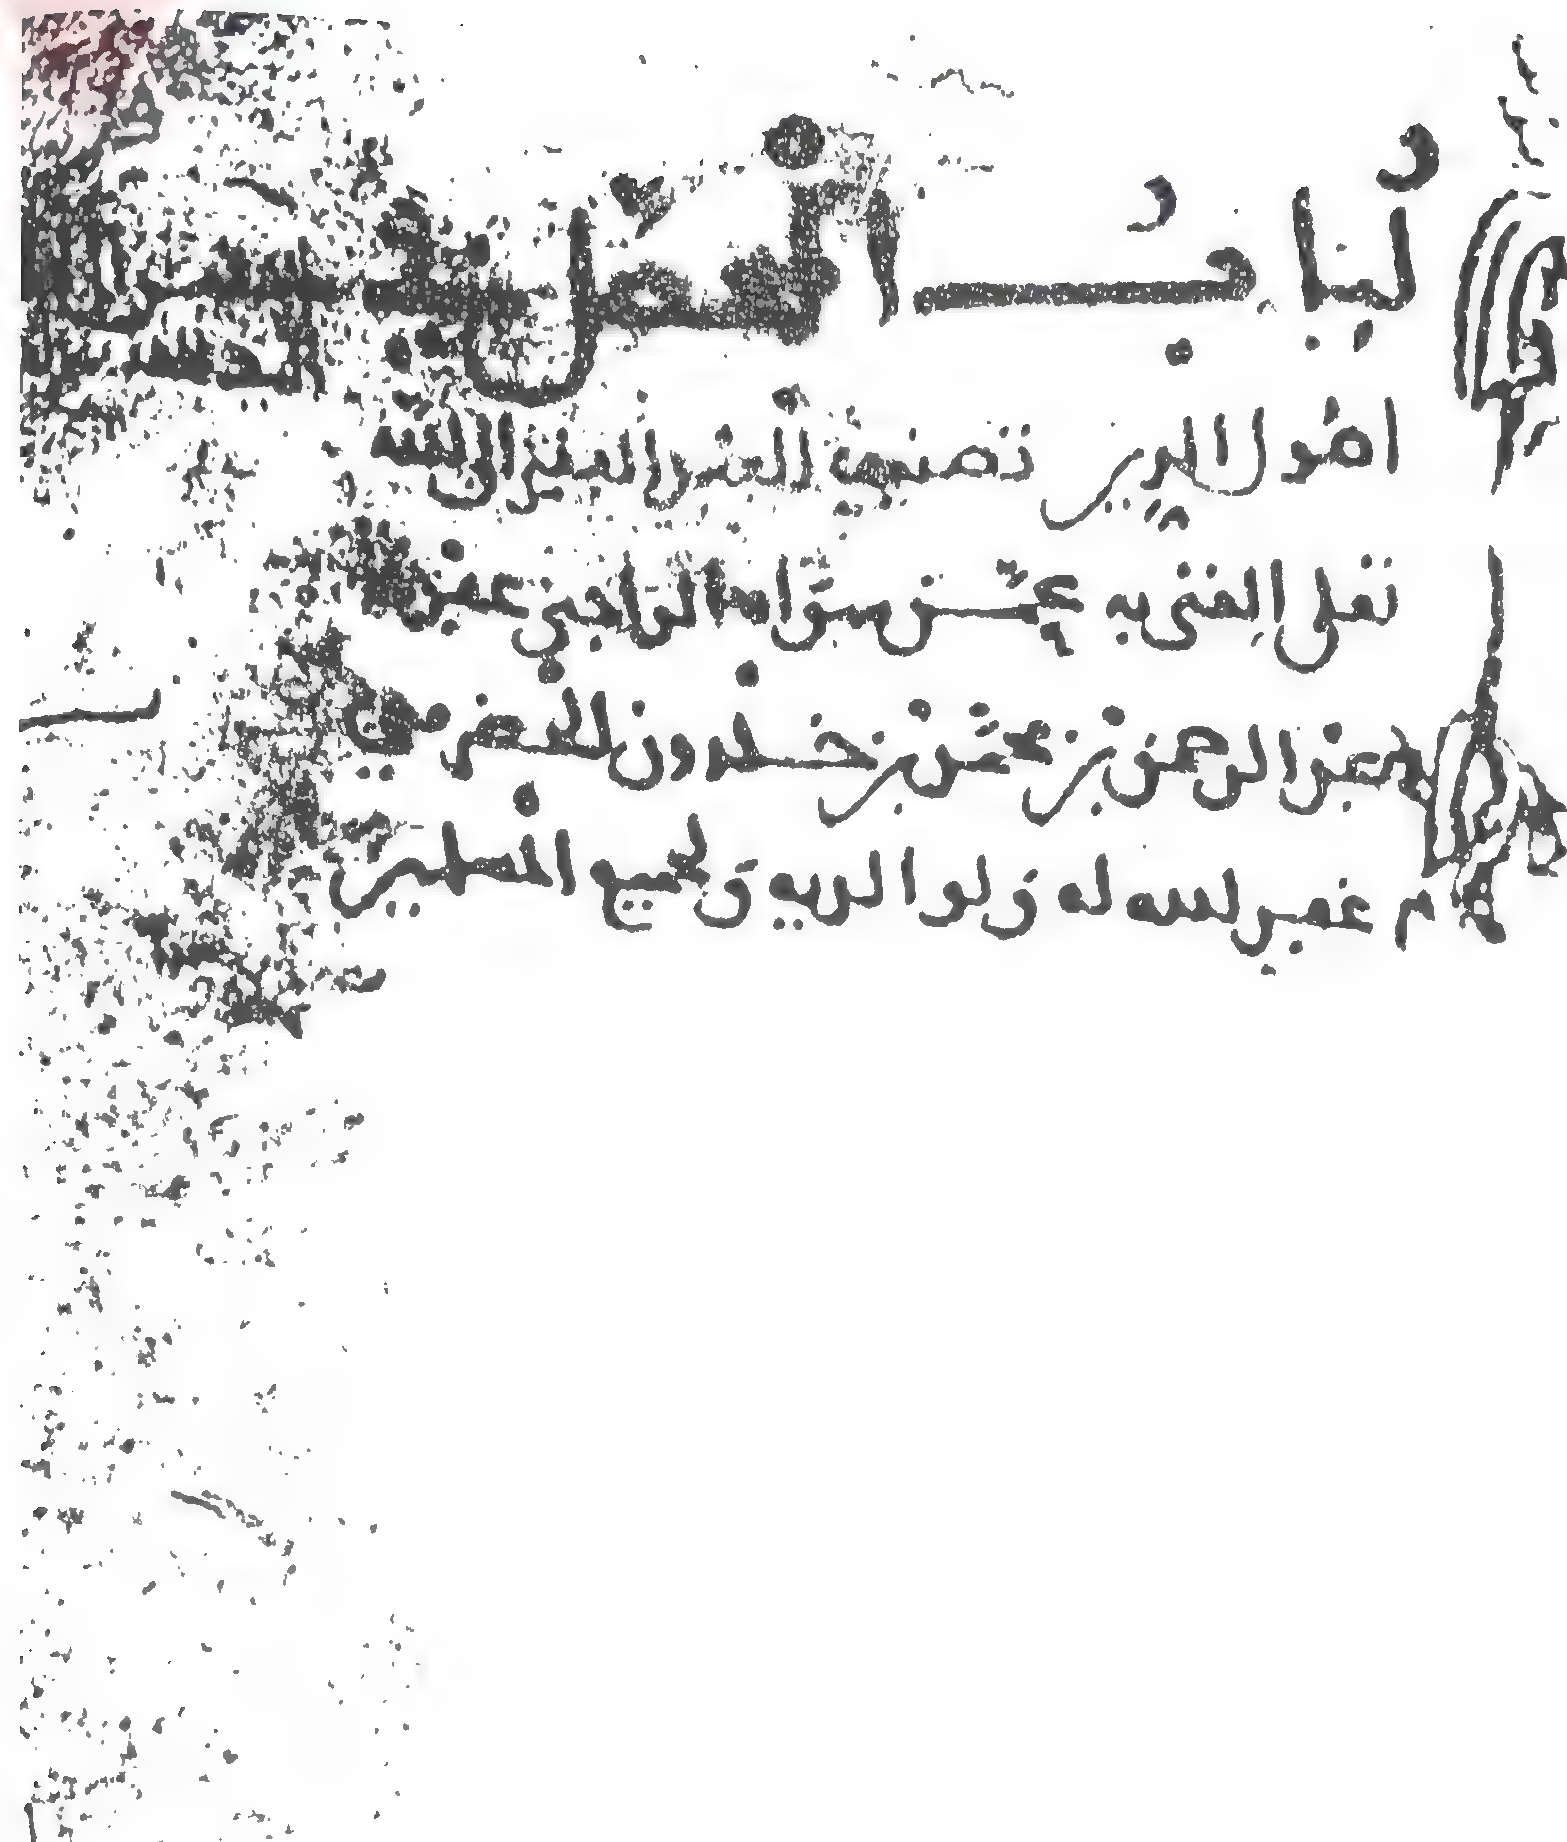 لباب المحصل في
اصول الدين تصنيف العبد الفقير الى الله
تعلى الغني به عمن سواه الراجي عفوه
عبد الرحمن بن محمد بن خلدون الحضرمي
غفر الله له ولوالديه ولجميع المسلمين